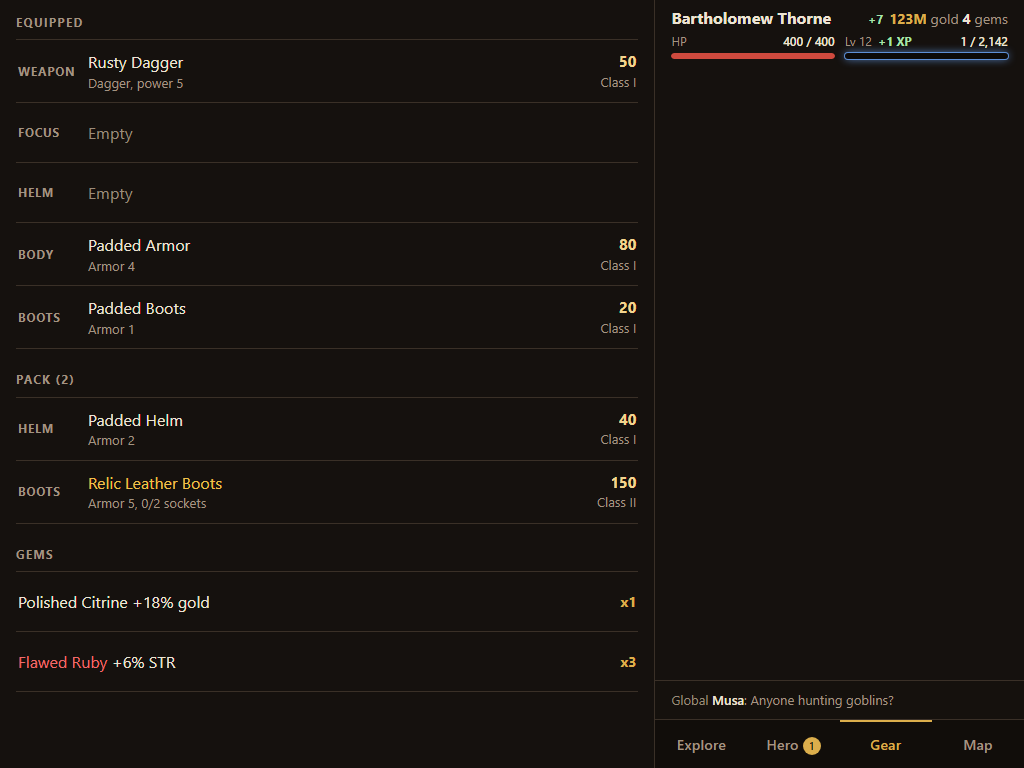 EQUIPPED
WEAPON Rusty Dagger 50
Dagger, power 5 Class I
FOCUS Empty
HELM Empty
BODY Padded Armor 80
Armor 4 Class I
BOOTS Padded Boots 20
Armor 1 Class I
PACK (2)
HELM Padded Helm 40
Armor 2 Class I
BOOTS Relic Leather Boots 150
Armor 5, 0/2 sockets Class II
GEMS
Polished Citrine +18% gold x1
Flawed Ruby +6% STR x3
Bartholomew Thorne +7 123M gold 4 gems
HP 400 / 400 Lv 12 +1 XP 1 / 2,142
Global Musa: Anyone hunting goblins?
Explore Hero 1 Gear Map